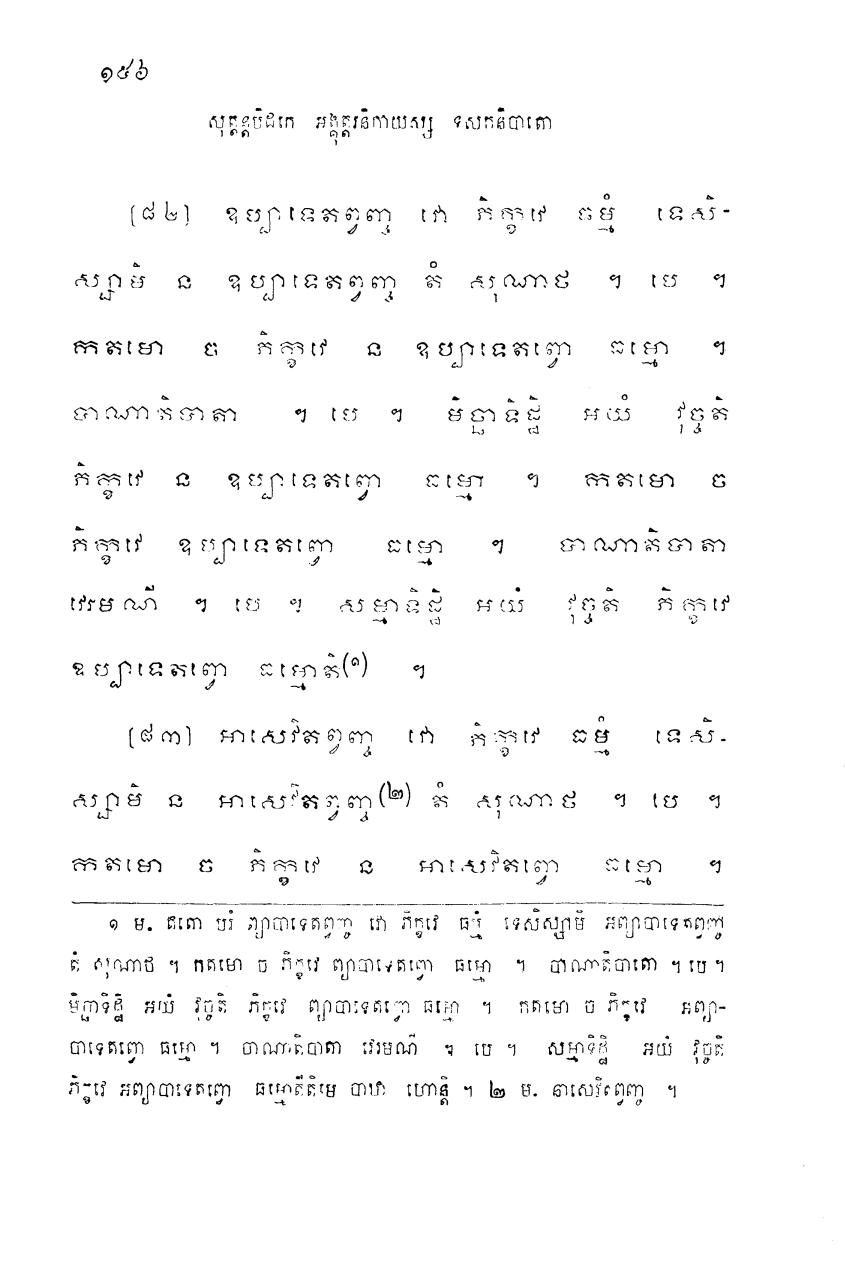 ១៥៦
សុត្តន្តបិដកេ អង្គុត្តរនិកាយស្ស ទសកនិបាតោ
[៨២] ឧប្បាទេតព្វញ្ច វោ ភិក្ខវេ ធម្មំ ទេសិ-
ស្សាមិ ន ឧប្បាទេតព្វញ្ច តំ សុណាថ ។ បេ ។
កតមោ ច ភិក្ខវេ ន ឧប្បាទេតព្វោ ធម្មោ ។
បាណាតិបាតា ។ បេ ។ មិច្ឆាទិដ្ឋិ អយំ វុច្ចតិ
ភិក្ខវេ ន ឧប្បាទេតព្វោ ធម្មោ ។ កតមោ ច
ភិក្ខវេ ឧប្បាទេតព្វោ ធម្មោ ។ បាណាតិបាតា
វេរមណី ។ បេ ។ សម្មាទិដ្ឋិ អយំ វុច្ចតិ ភិក្ខវេ
ឧប្បាទេតព្វោ ធម្មោតិ(១) ។
[៨៣] អាសេវិតព្វញ្ច វោ ភិក្ខវេ ធម្មំ ទេសិ-
ស្សាមិ ន អាសេវិតព្វញ្ច(២) តំ សុណាថ ។ បេ ។
កតមោ ច ភិក្ខវេ ន អាសេវិតព្វោ ធម្មោ ។
១ ម. ឥតោ បរំ ព្យាបាទេតព្វញ្ច វោ ភិក្ខវេ ធម្មំ ទេសិស្សាមិ អព្យាបាទេតព្វញ្ច
តំ សុណាថ ។ កតមោ ច ភិក្ខវេ ព្យាបាទេតព្វោ ធម្មោ ។ បាណាតិបាតោ ។ បេ ។
មិច្ឆាទិដ្ឋិ អយំ វុច្ចតិ ភិក្ខវេ ព្យាបាទេតព្វោ ធម្មោ ។ កតមោ ច ភិក្ខវេ អព្យា-
បាទេតព្វោ ធម្មោ ។ បាណាតិបាតា វេរមណី ។ បេ ។ សម្មាទិដ្ឋិ អយំ វុច្ចតិ
ភិក្ខវេ អព្យាបាទេតព្វោ ធម្មោតីតិមេ បាឋា ហោន្តិ ។ ២ ម. នាសេវិតព្វញ្ច ។